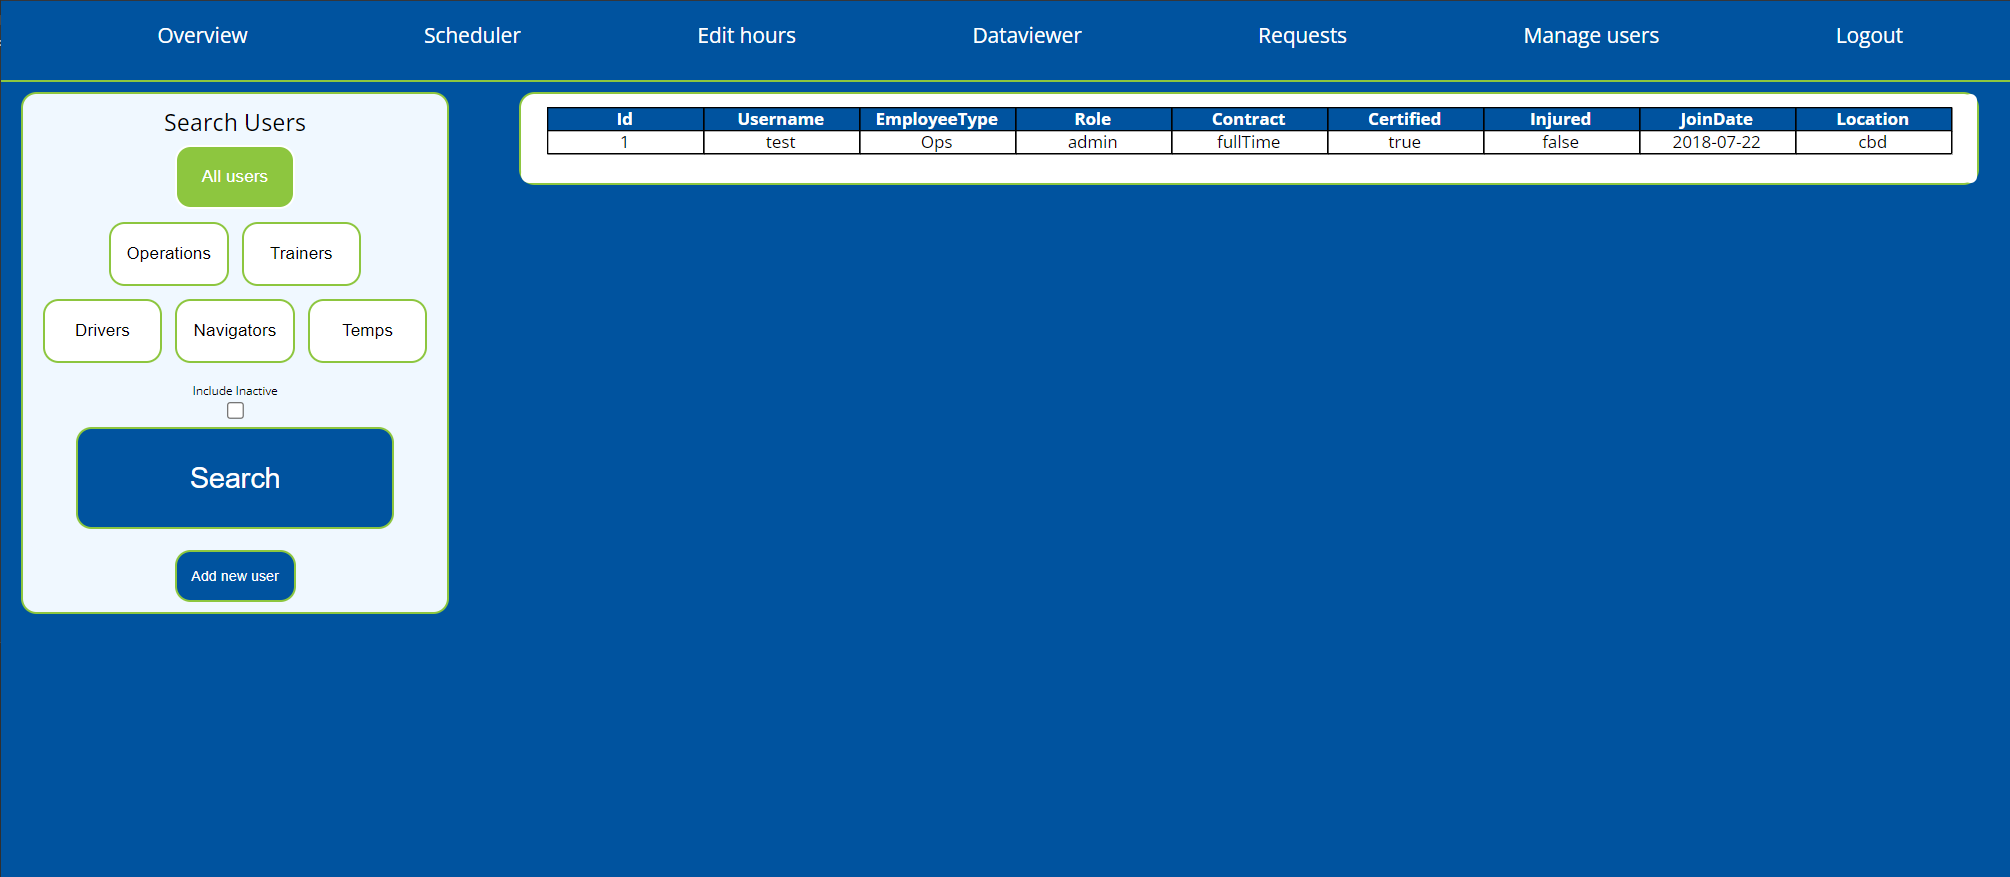 Overview Scheduler Edit hours Dataviewer Requests Manage users Logout
Search Users
All users
Operations Trainers
Drivers Navigators Temps
Include Inactive
Search
Add new user
Id Username EmployeeType Role Contract Certified Injured JoinDate Location
1 test Ops admin fullTime true false 2018-07-22 cbd